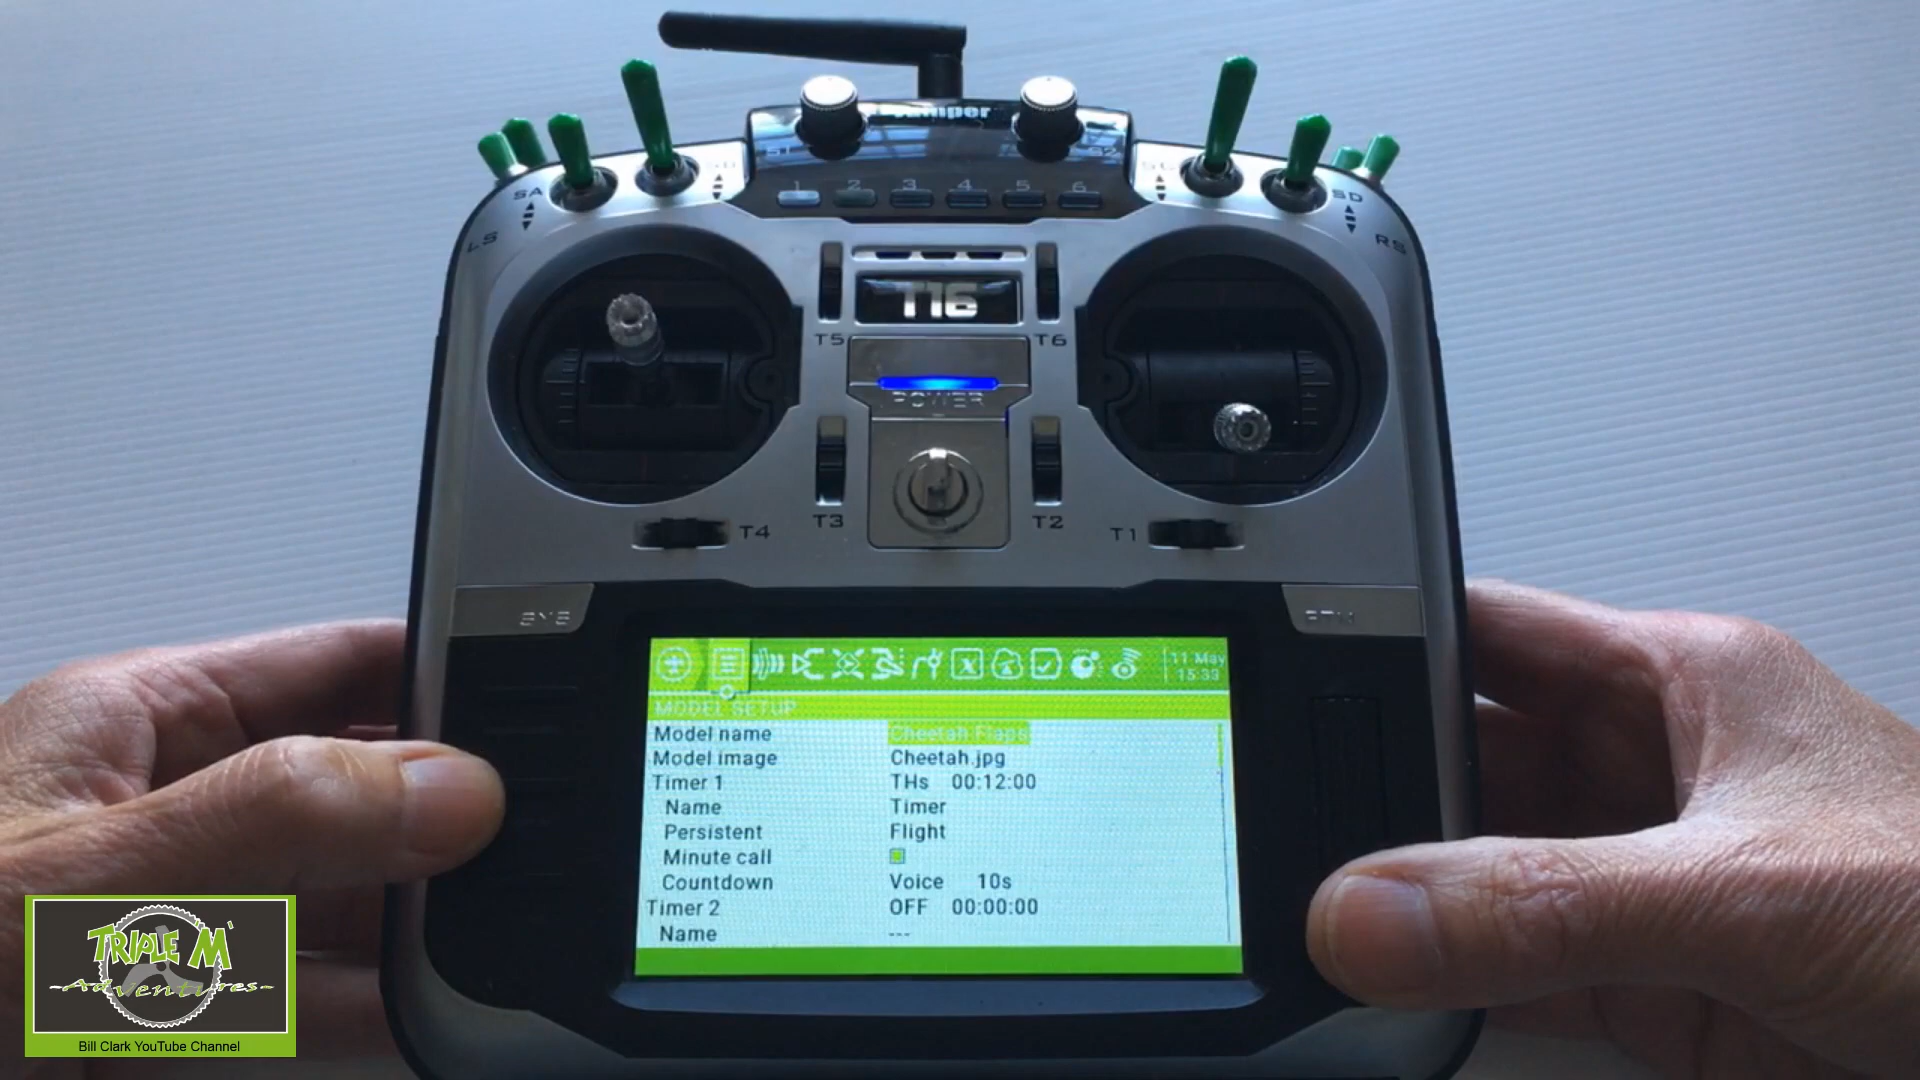 Jumper
1 2 3 4 5 6
SA
SD
LS
RS
T16
T5
T6
POWER
T3
T2
T4
T1
SYS
RTN
11 May
15:33
MODEL SETUP
Model name Cheetah Flaps
Model image Cheetah.jpg
Timer 1 THs 00:12:00
Name Timer
Persistent Flight
Minute call
Countdown Voice 10s
Timer 2 OFF 00:00:00
Name ---
TRIPLE M`
-Adventures-
Bill Clark YouTube Channel